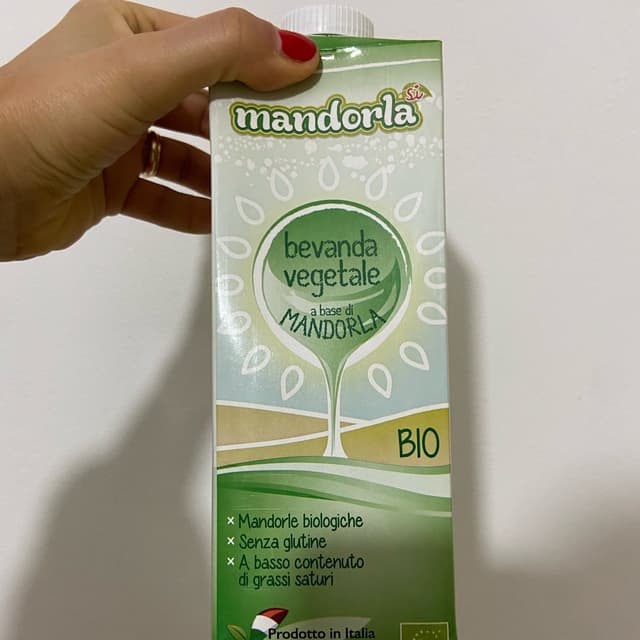 mandorla sì
bevanda
vegetale
a base di
MANDORLA
BIO
× Mandorle biologiche
× Senza glutine
× A basso contenuto
di grassi saturi
Prodotto in Italia